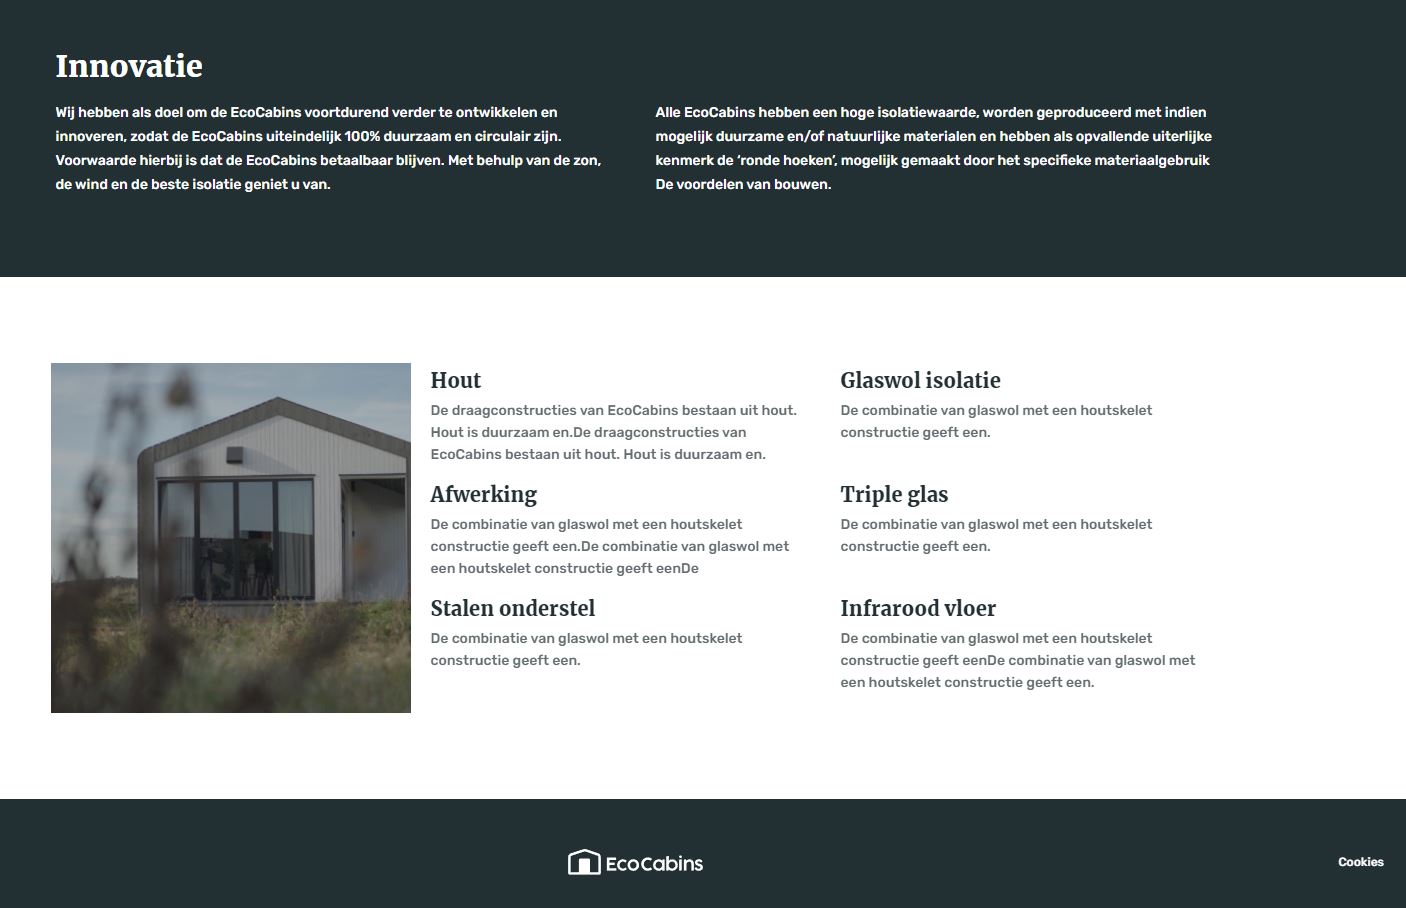 Innovatie
Wij hebben als doel om de EcoCabins voortdurend verder te ontwikkelen en
innoveren, zodat de EcoCabins uiteindelijk 100% duurzaam en circulair zijn.
Voorwaarde hierbij is dat de EcoCabins betaalbaar blijven. Met behulp van de zon,
de wind en de beste isolatie geniet u van.
Alle EcoCabins hebben een hoge isolatiewaarde, worden geproduceerd met indien
mogelijk duurzame en/of natuurlijke materialen en hebben als opvallende uiterlijke
kenmerk de ‘ronde hoeken’, mogelijk gemaakt door het specifieke materiaalgebruik
De voordelen van bouwen.
Hout
De draagconstructies van EcoCabins bestaan uit hout.
Hout is duurzaam en.De draagconstructies van
EcoCabins bestaan uit hout. Hout is duurzaam en.
Glaswol isolatie
De combinatie van glaswol met een houtskelet
constructie geeft een.
Afwerking
De combinatie van glaswol met een houtskelet
constructie geeft een.De combinatie van glaswol met
een houtskelet constructie geeft eenDe
Triple glas
De combinatie van glaswol met een houtskelet
constructie geeft een.
Stalen onderstel
De combinatie van glaswol met een houtskelet
constructie geeft een.
Infrarood vloer
De combinatie van glaswol met een houtskelet
constructie geeft eenDe combinatie van glaswol met
een houtskelet constructie geeft een.
EcoCabins
Cookies